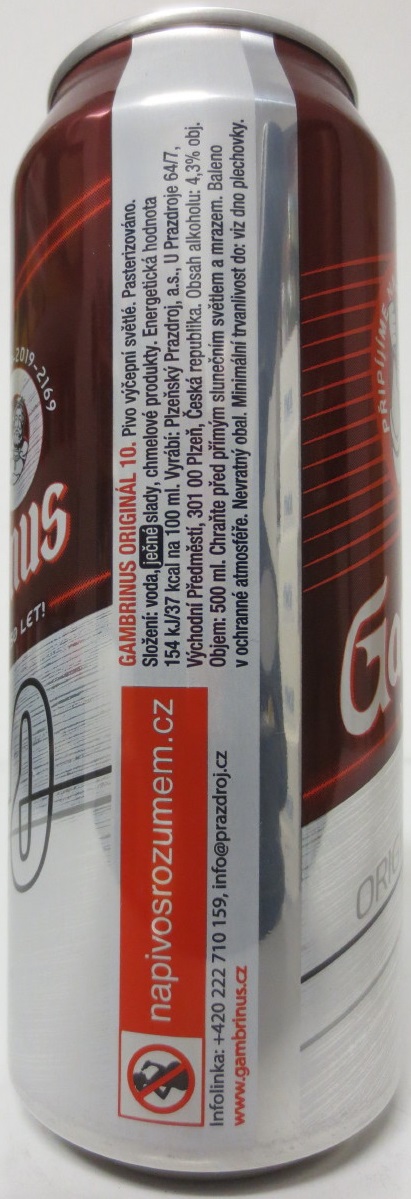 GAMBRINUS ORIGINÁL 10. Pivo výčepní světlé. Pasterizováno.
Složení: voda, ječné slady, chmelové produkty. Energetická hodnota
154 kJ/37 kcal na 100 ml. Vyrábí: Plzeňský Prazdroj, a.s., U Prazdroje 64/7,
Východní Předměstí, 301 00 Plzeň, Česká republika. Obsah alkoholu: 4,3% obj.
Objem: 500 ml. Chraňte před přímým slunečním světlem a mrazem. Baleno
v ochranné atmosféře. Nevratný obal. Minimální trvanlivost do: viz dno plechovky.
napivosrozumem.cz
Infolinka: +420 222 710 159, info@prazdroj.cz
www.gambrinus.cz
2019-2169
nus
LET!
PŘIPÍJÍME
Ga
ORIG